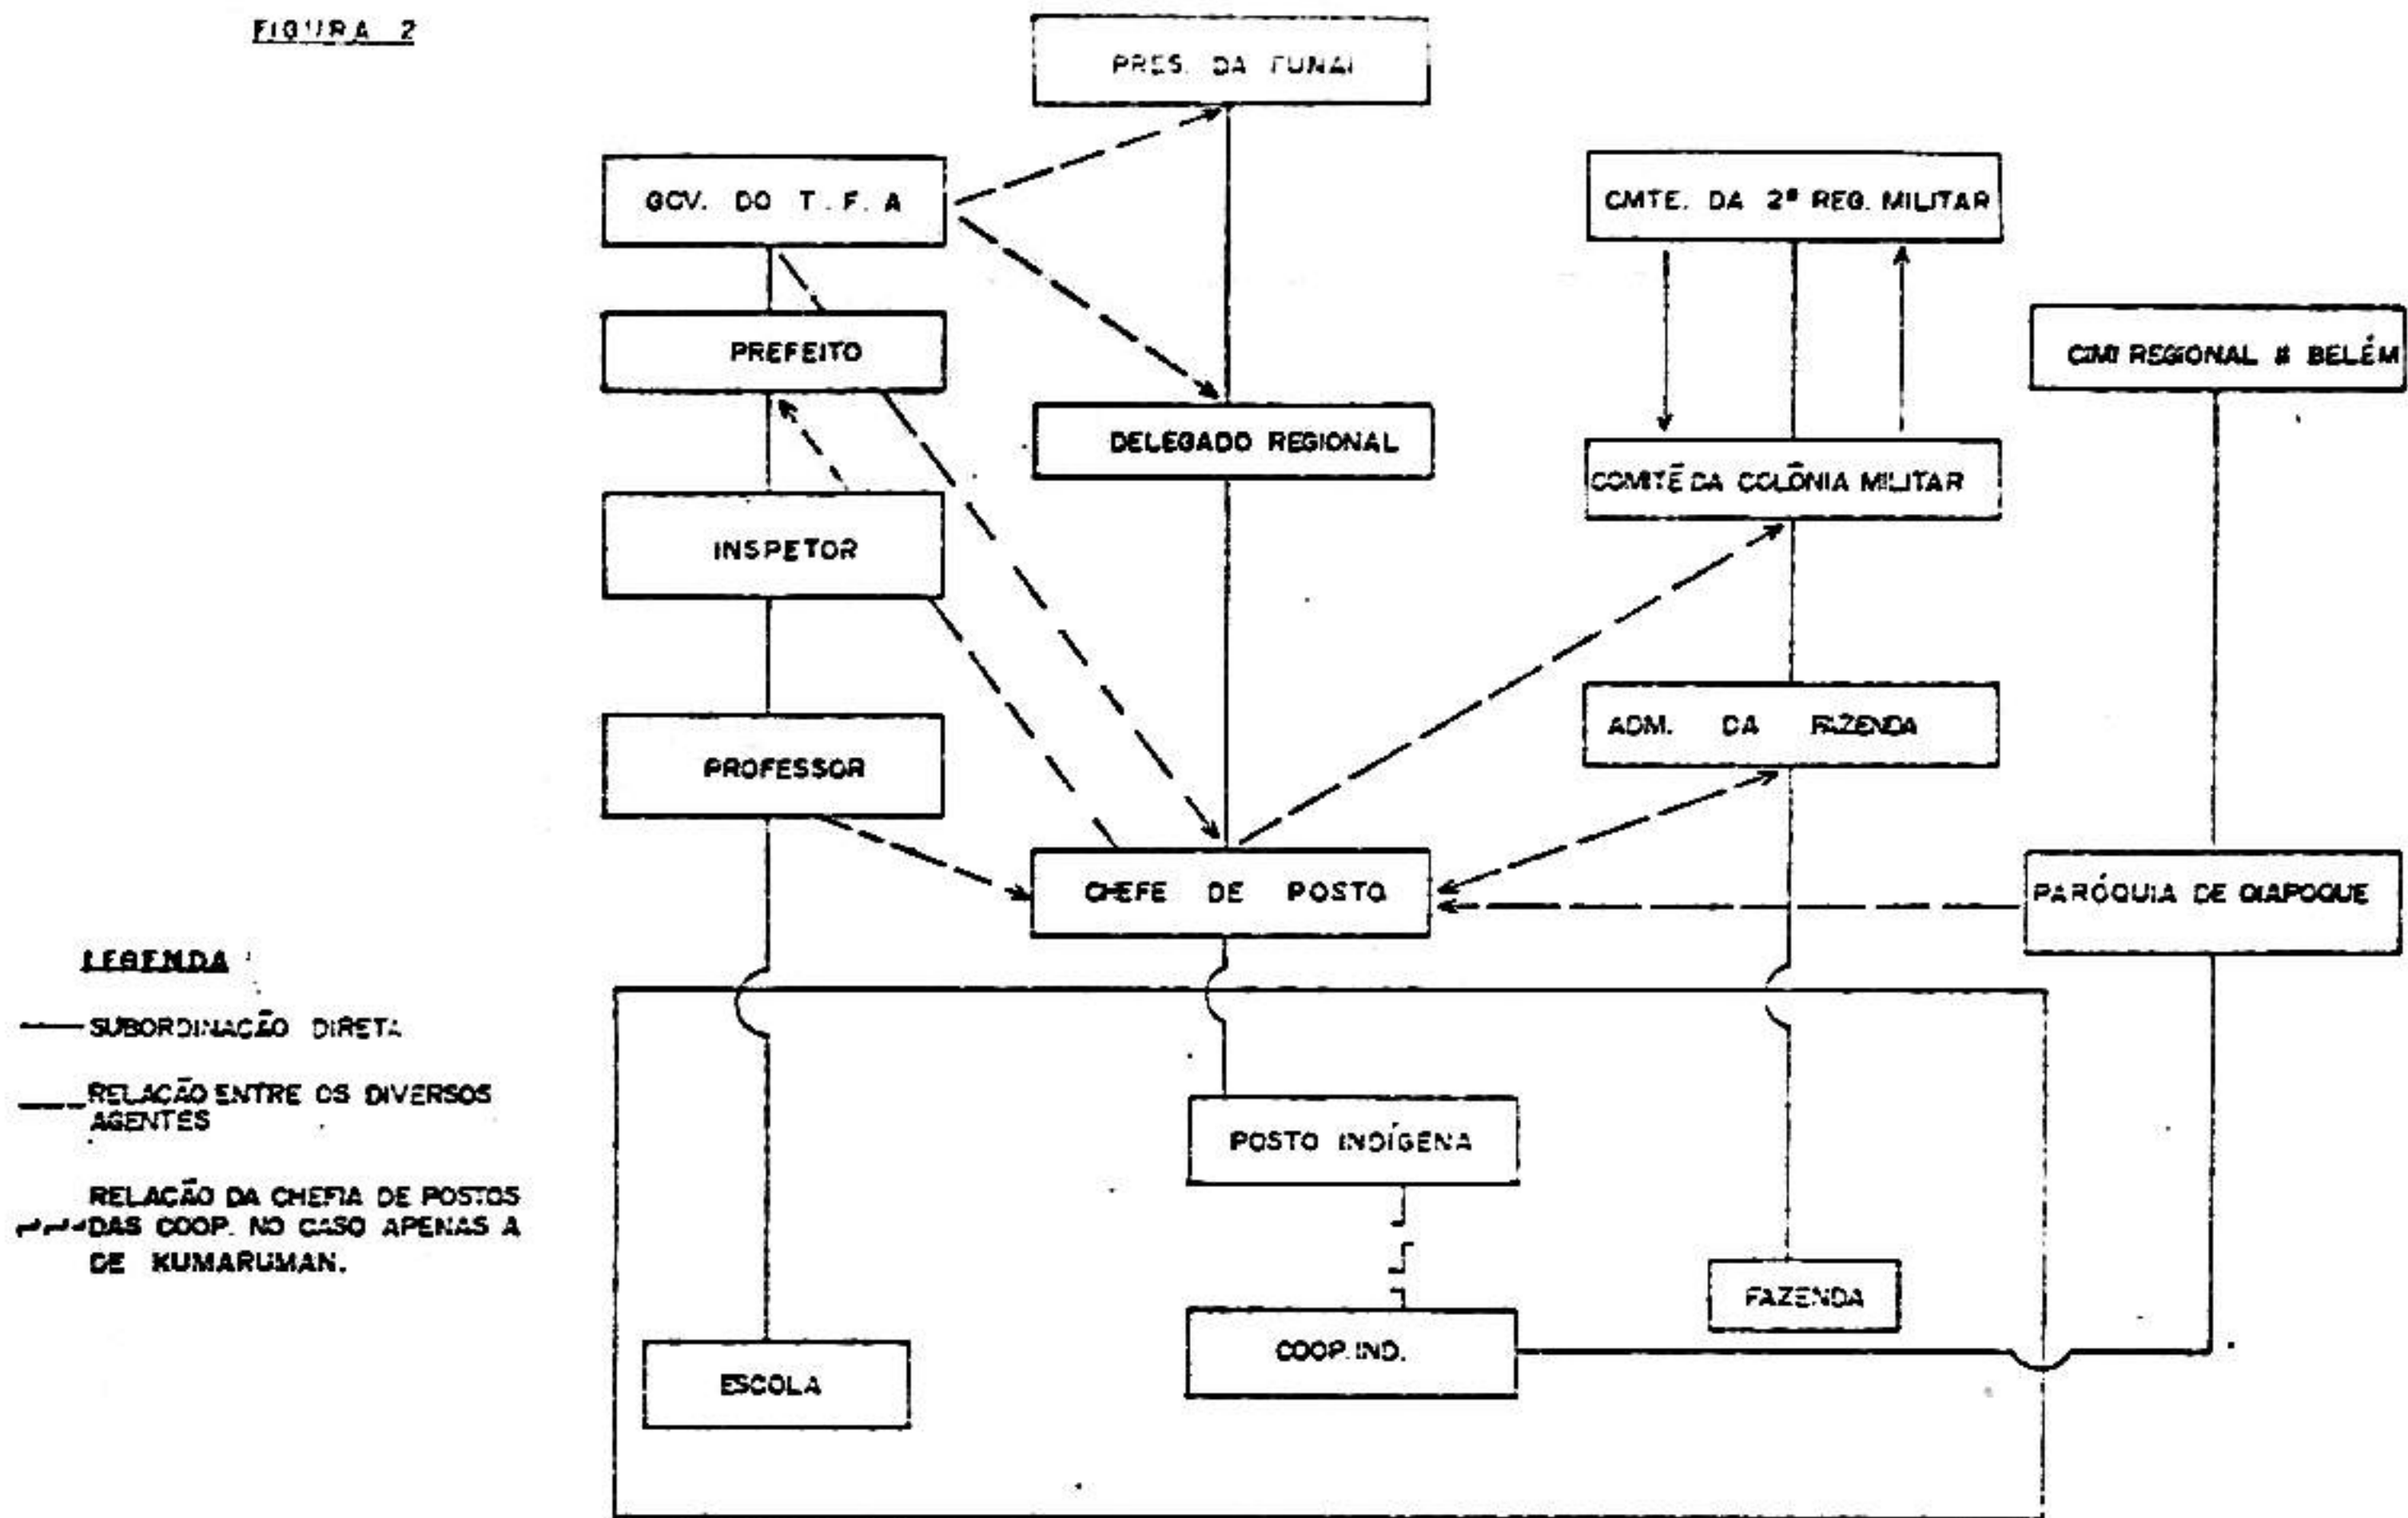 FIGURA 2
PRES. DA FUNAI
GOV. DO T.F.A
CMTE. DA 2ª REG. MILITAR
PREFEITO
CIMI REGIONAL II BELÉM
DELEGADO REGIONAL
COMITÊ DA COLÔNIA MILITAR
INSPETOR
ADM. DA FAZENDA
PROFESSOR
CHEFE DE POSTO
PARÓQUIA DE OIAPOQUE
LEGENDA
SUBORDINAÇÃO DIRETA
RELAÇÃO ENTRE OS DIVERSOS
AGENTES
RELAÇÃO DA CHEFIA DE POSTOS
DAS COOP. NO CASO APENAS A
DE KUMARUMAN.
POSTO INDÍGENA
FAZENDA
COOP. IND.
ESCOLA